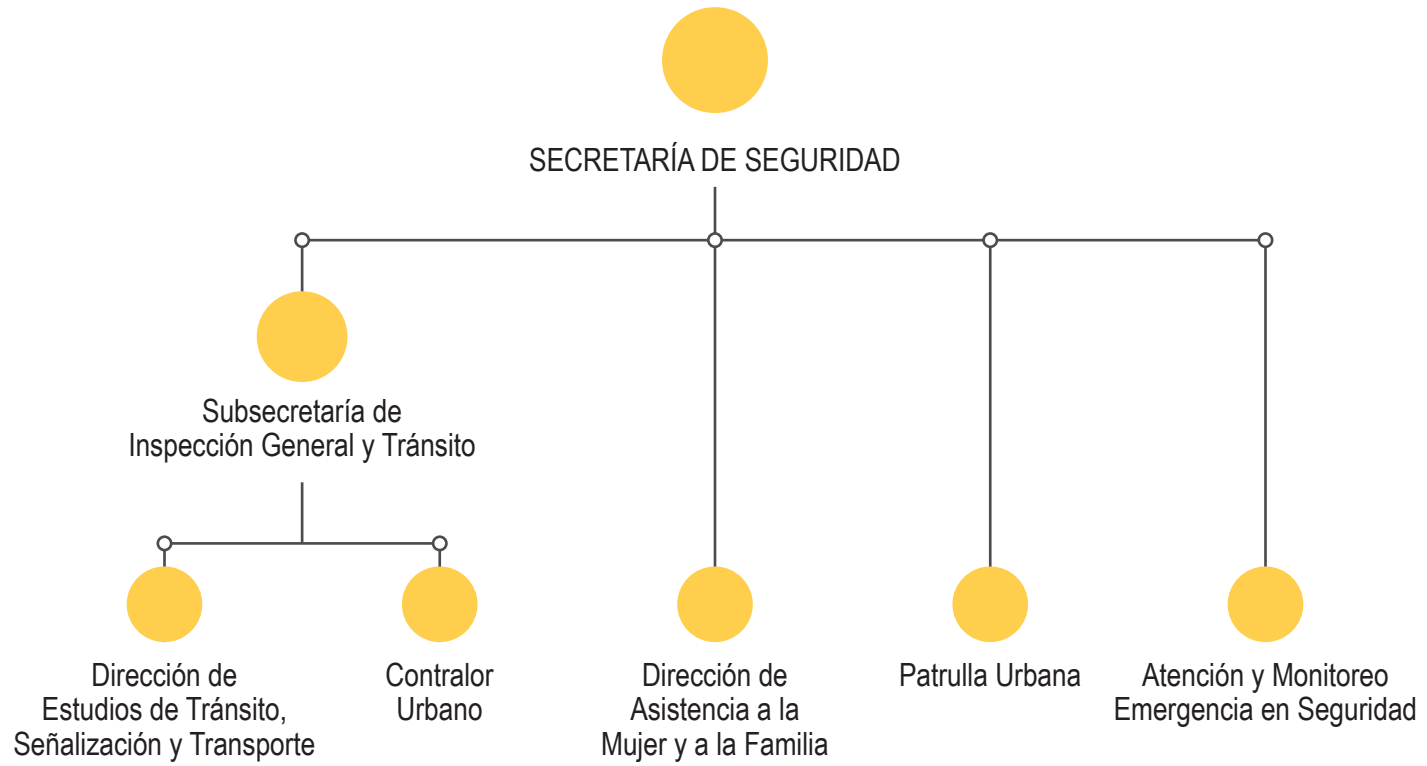 SECRETARÍA DE SEGURIDAD
Subsecretaría de
Inspección General y Tránsito
Dirección de
Estudios de Tránsito,
Señalización y Transporte
Contralor
Urbano
Dirección de
Asistencia a la
Mujer y a la Familia
Patrulla Urbana
Atención y Monitoreo
Emergencia en Seguridad